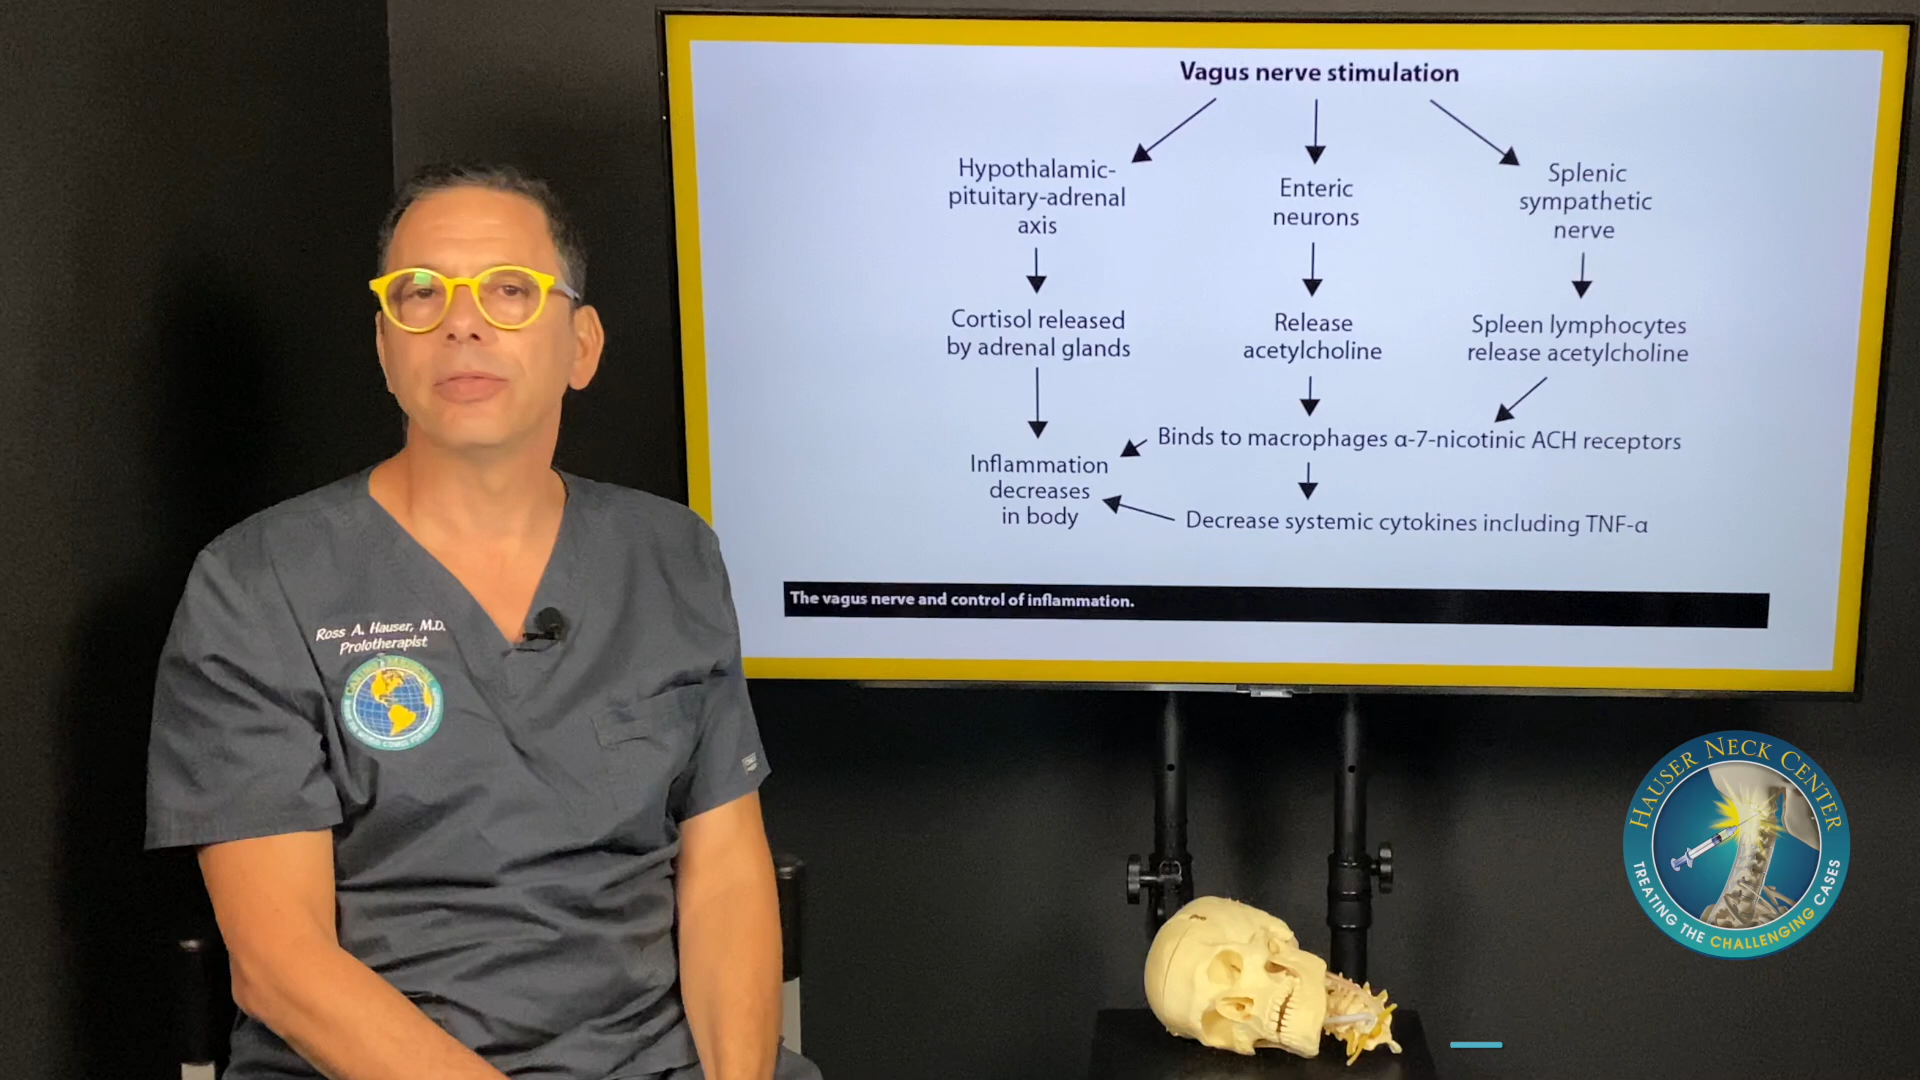 Vagus nerve stimulation
Hypothalamic-
pituitary-adrenal
axis
Enteric
neurons
Splenic
sympathetic
nerve
Cortisol released
by adrenal glands
Release
acetylcholine
Spleen lymphocytes
release acetylcholine
Binds to macrophages α-7-nicotinic ACH receptors
Inflammation
decreases
in body
Decrease systemic cytokines including TNF-α
The vagus nerve and control of inflammation.
Ross A. Hauser, M.D.
Prolotherapist
HAUSER NECK CENTER
TREATING THE CHALLENGING CASES